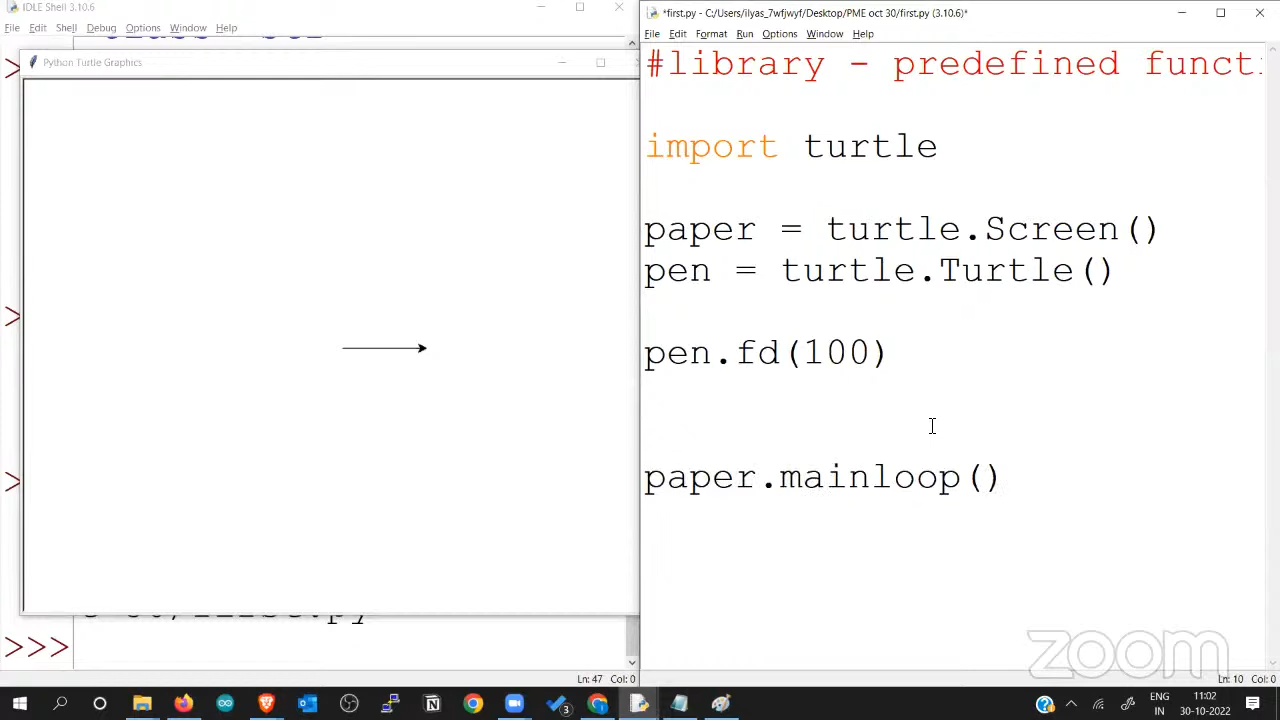 IDLE Shell 3.10.6
File Edit Shell Debug Options Window Help
Python Turtle Graphics
>>>
Ln: 47 Col: 0
*first.py - C:/Users/ilyas_7wfjwyf/Desktop/PME oct 30/first.py (3.10.6)*
File Edit Format Run Options Window Help
#library - predefined functi
import turtle
paper = turtle.Screen()
pen = turtle.Turtle()
pen.fd(100)
paper.mainloop()
zoom
Ln: 10 Col: 0
ENG
IN
11:02
30-10-2022